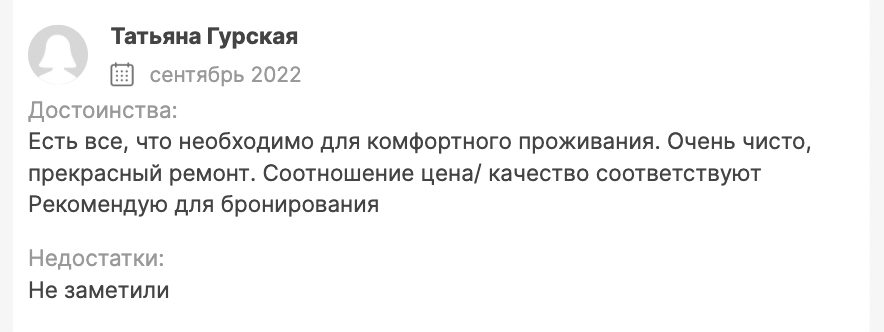 Татьяна Гурская
сентябрь 2022
Достоинства:
Есть все, что необходимо для комфортного проживания. Очень чисто,
прекрасный ремонт. Соотношение цена/ качество соответствуют
Рекомендую для бронирования
Недостатки:
Не заметили